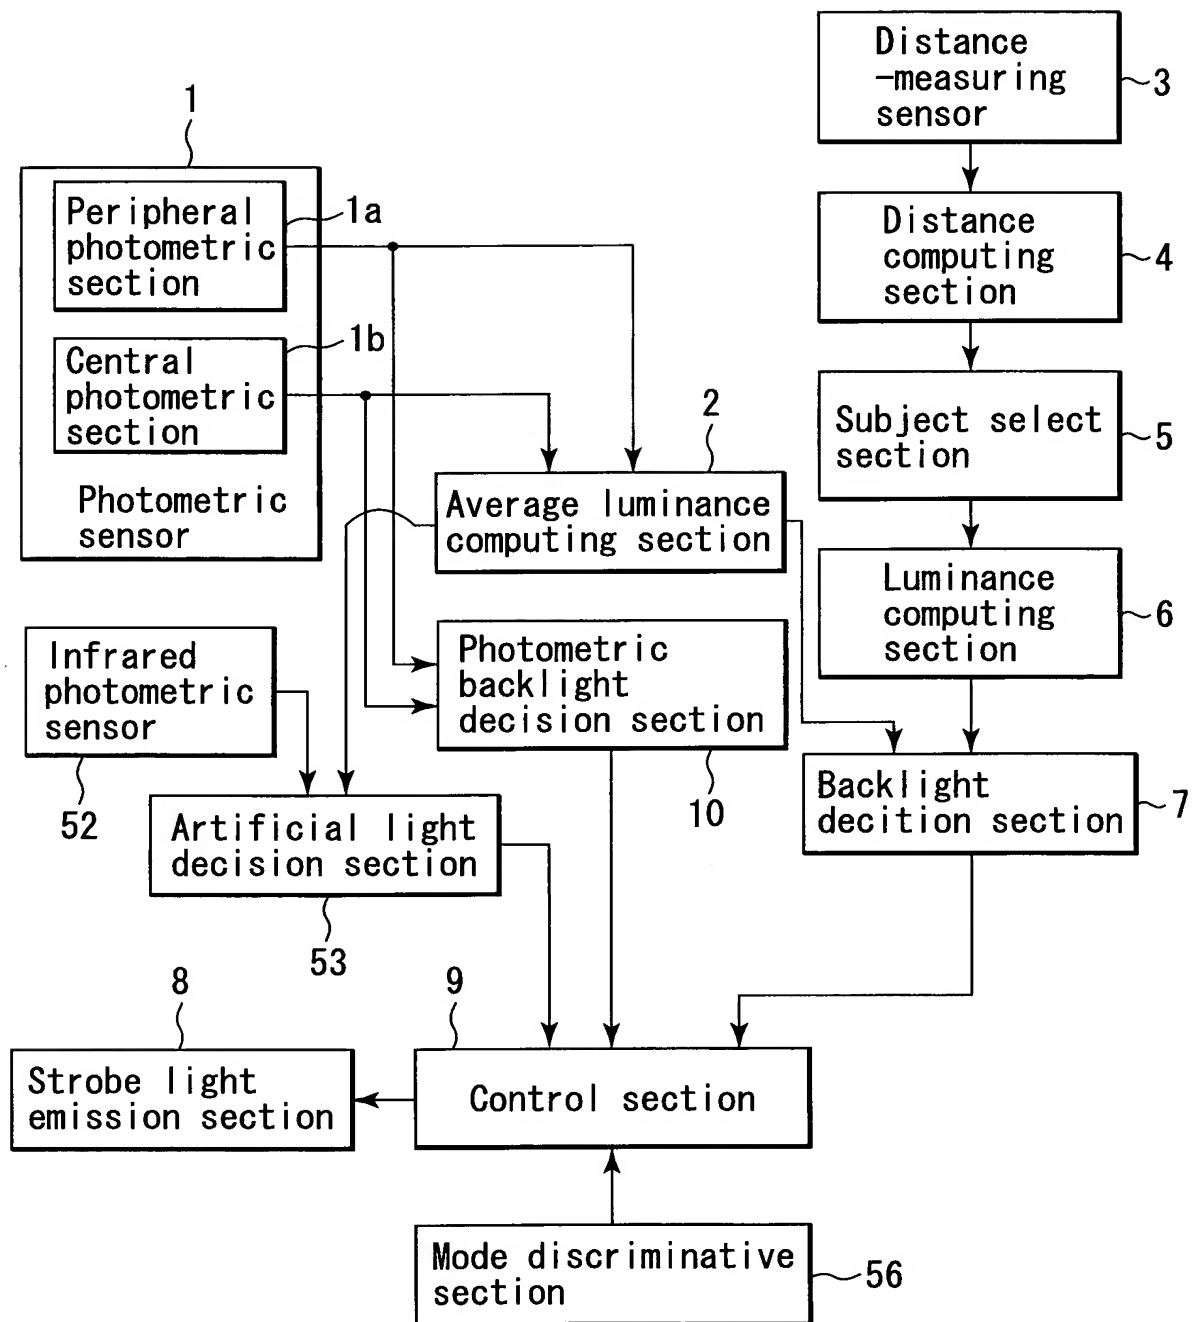 Distance
-measuring
sensor
3
1
Peripheral
photometric
section
1a
Distance
computing
section
4
Central
photometric
section
1b
Photometric
sensor
2
Average luminance
computing section
Subject select
section
5
Luminance
computing
section
6
Infrared
photometric
sensor
52
Photometric
backlight
decision section
10
Backlight
decition section
7
Artificial light
decision section
53
8
Strobe light
emission section
9
Control section
Mode discriminative
section
56